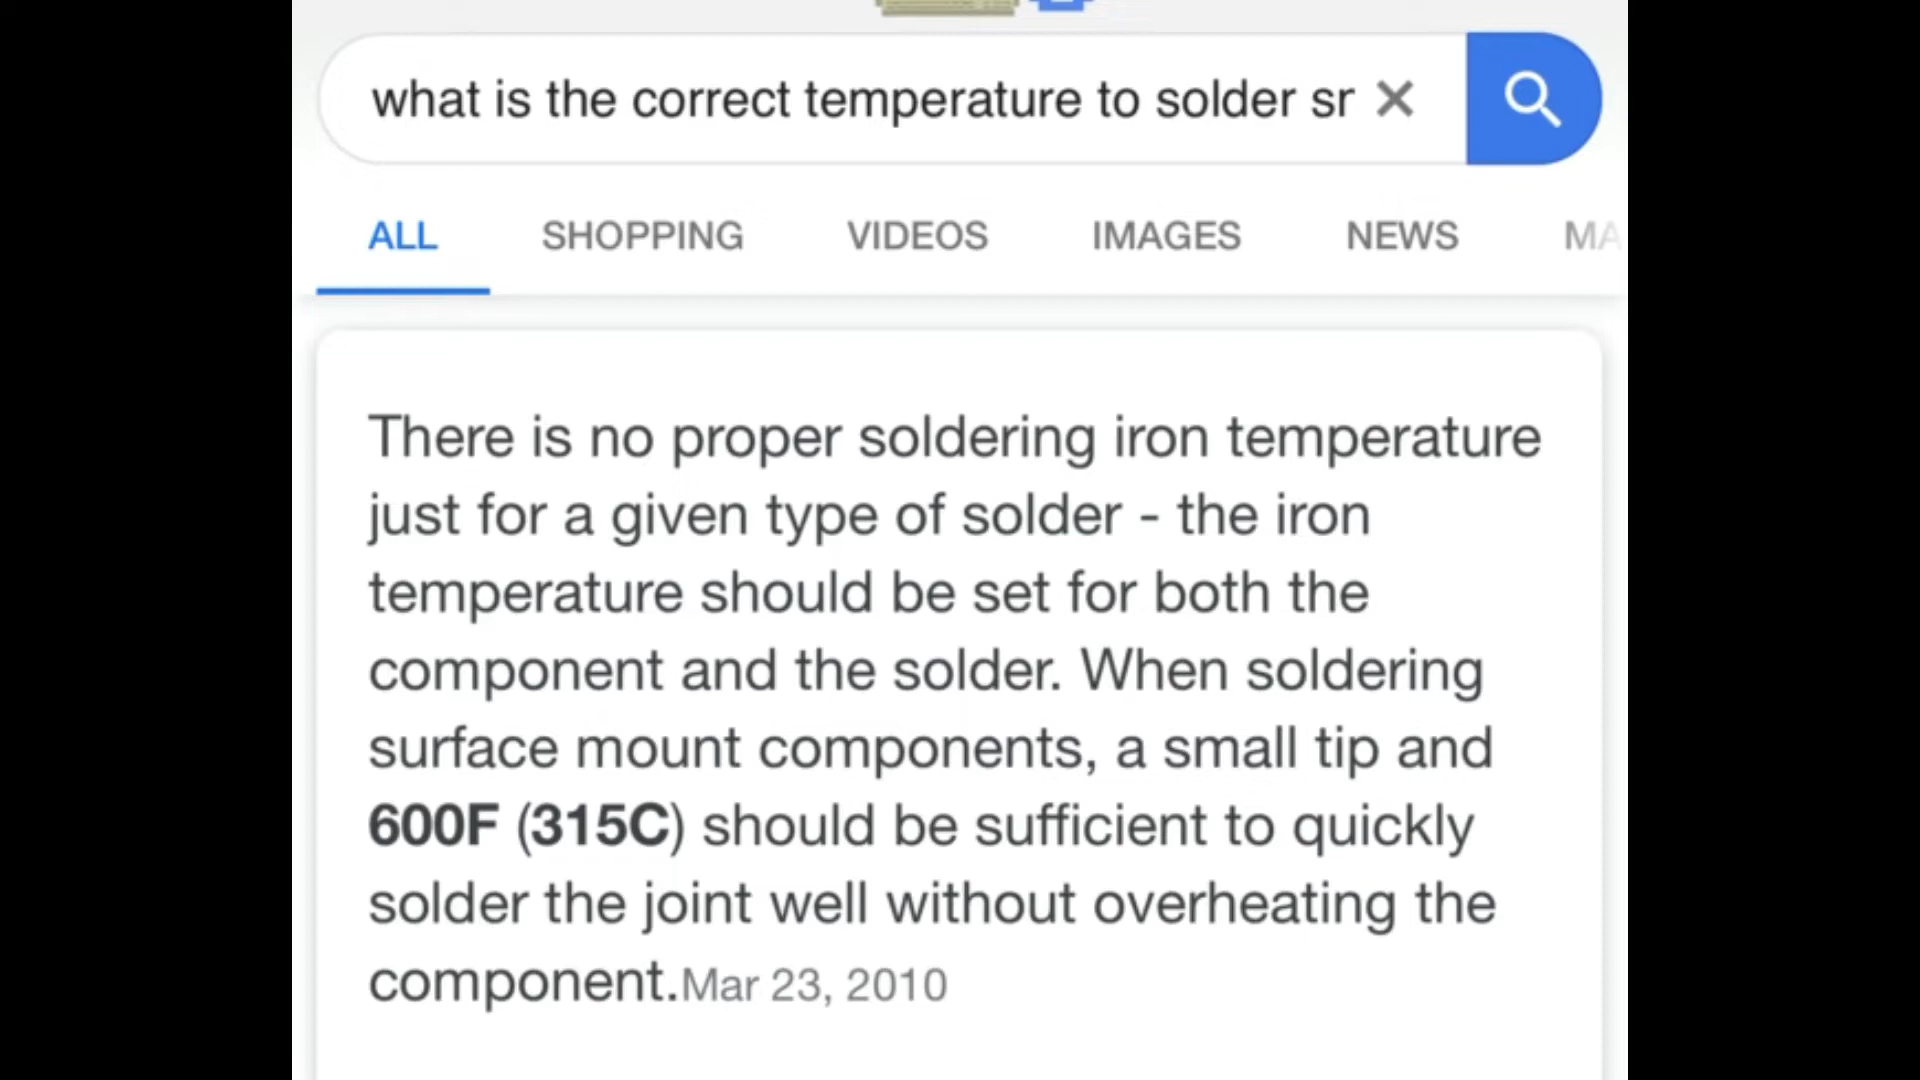 what is the correct temperature to solder sr
ALL SHOPPING VIDEOS IMAGES NEWS MA
There is no proper soldering iron temperature
just for a given type of solder - the iron
temperature should be set for both the
component and the solder. When soldering
surface mount components, a small tip and
600F (315C) should be sufficient to quickly
solder the joint well without overheating the
component.Mar 23, 2010